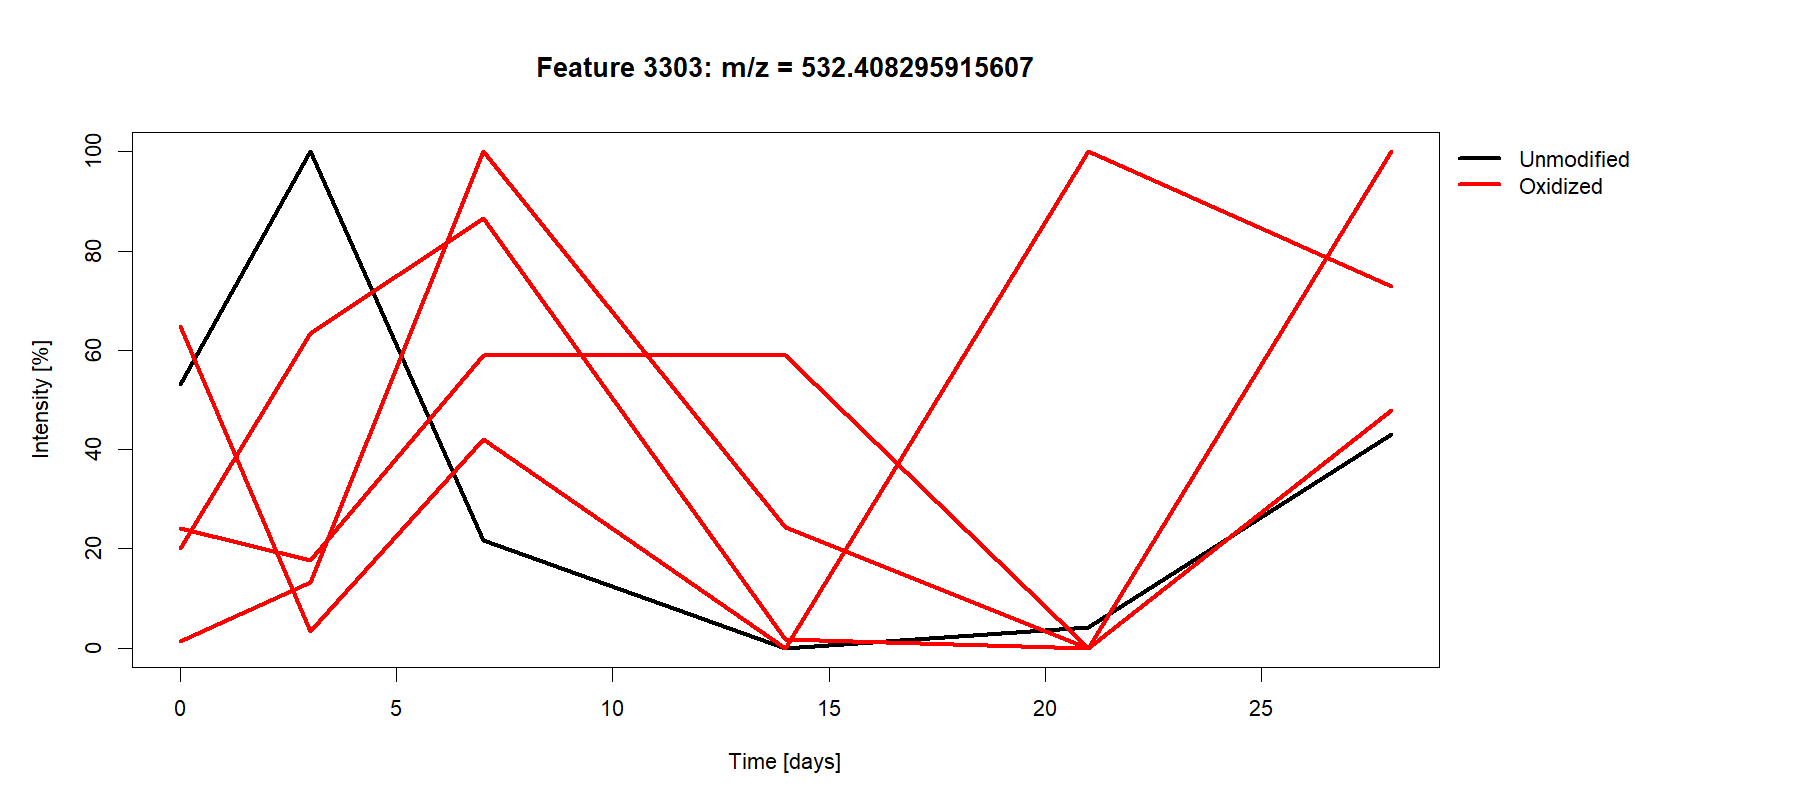 Feature 3303: m/z = 532.408295915607
Unmodified
Oxidized
Intensity [%]
100
80
60
40
20
0
0 5 10 15 20 25
Time [days]